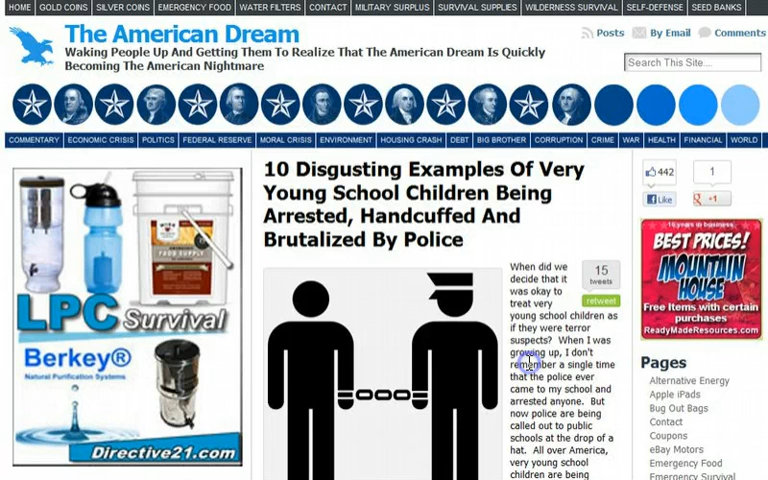 HOME GOLD COINS SILVER COINS EMERGENCY FOOD WATER FILTERS CONTACT MILITARY SURPLUS SURVIVAL SUPPLIES WILDERNESS SURVIVAL SELF-DEFENSE SEED BANKS
The American Dream
Waking People Up And Getting Them To Realize That The American Dream Is Quickly
Becoming The American Nightmare
Posts By Email Comments
Search This Site...
COMMENTARY ECONOMIC CRISIS POLITICS FEDERAL RESERVE MORAL CRISIS ENVIRONMENT HOUSING CRASH DEBT BIG BROTHER CORRUPTION CRIME WAR HEALTH FINANCIAL WORLD
LPC Survival
Berkey®
Natural Purification Systems
Directive21.com
10 Disgusting Examples Of Very
Young School Children Being
Arrested, Handcuffed And
Brutalized By Police
When did we
decide that it
was okay to
treat very
young school children as
if they were terror
suspects? When I was
growing up, I don't
remember a single time
that the police ever
came to my school and
arrested anyone. But
now police are being
called out to public
schools at the drop of a
hat. All over America,
very young school
children are being
15
tweets
retweet
442
Like
1
+1
16 years in business
BEST PRICES!
MOUNTAIN
HOUSE
Free Items with certain
purchases
ReadyMadeResources.com
Pages
Alternative Energy
Apple iPads
Bug Out Bags
Contact
Coupons
eBay Motors
Emergency Food
Emergency Survival